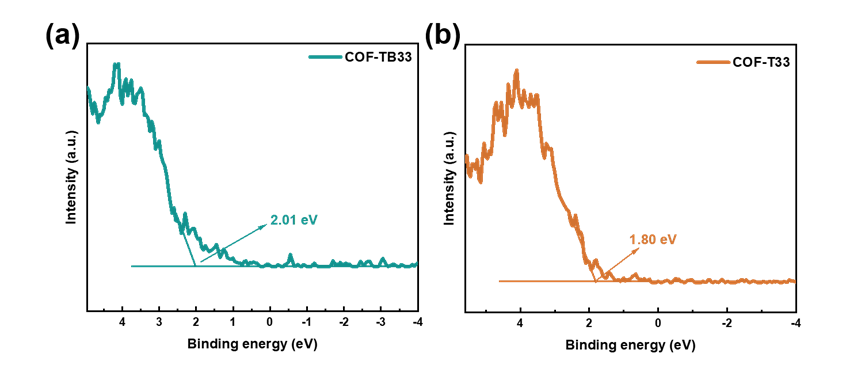 (a)
COF-TB33
2.01 eV
Intensity (a.u.)
4 3 2 1 0 -1 -2 -3 -4
Binding energy (eV)
(b)
COF-T33
1.80 eV
Intensity (a.u.)
4 2 0 -2 -4
Binding energy (eV)